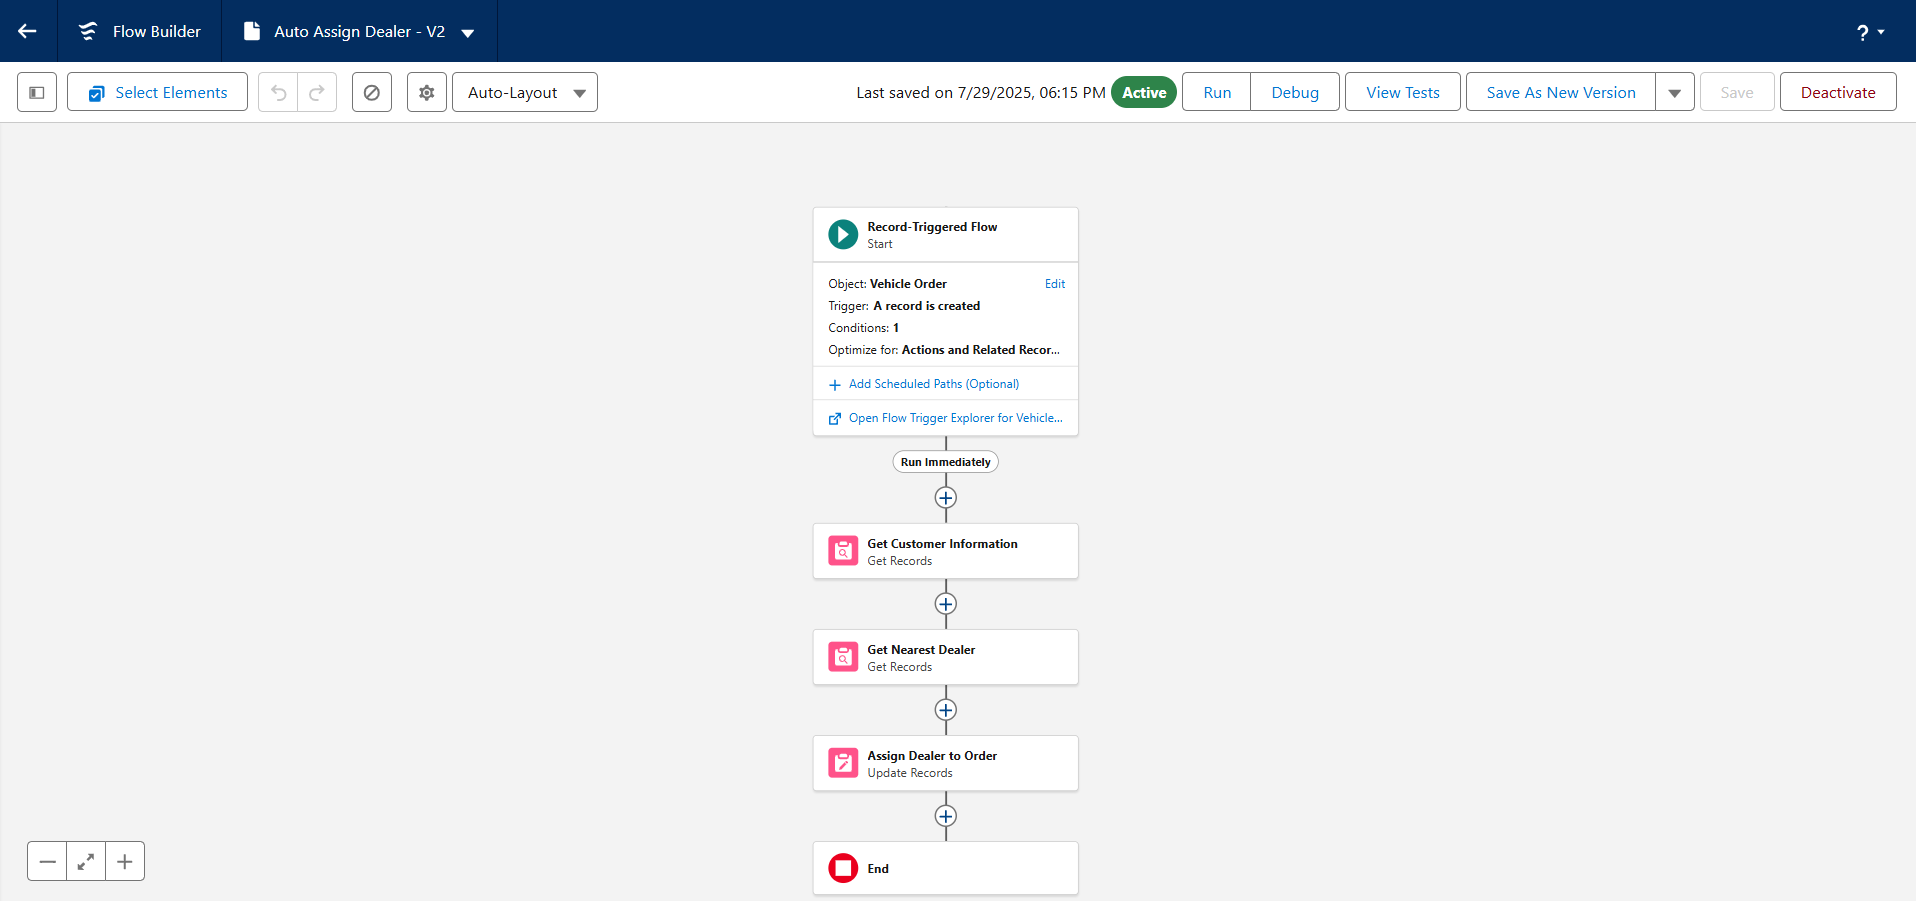 Flow Builder
Auto Assign Dealer - V2
?
Select Elements
Auto-Layout
Last saved on 7/29/2025, 06:15 PM
Active
Run
Debug
View Tests
Save As New Version
Save
Deactivate
Record-Triggered Flow
Start
Object: Vehicle Order
Edit
Trigger: A record is created
Conditions: 1
Optimize for: Actions and Related Recor...
Add Scheduled Paths (Optional)
Open Flow Trigger Explorer for Vehicle...
Run Immediately
Get Customer Information
Get Records
Get Nearest Dealer
Get Records
Assign Dealer to Order
Update Records
End